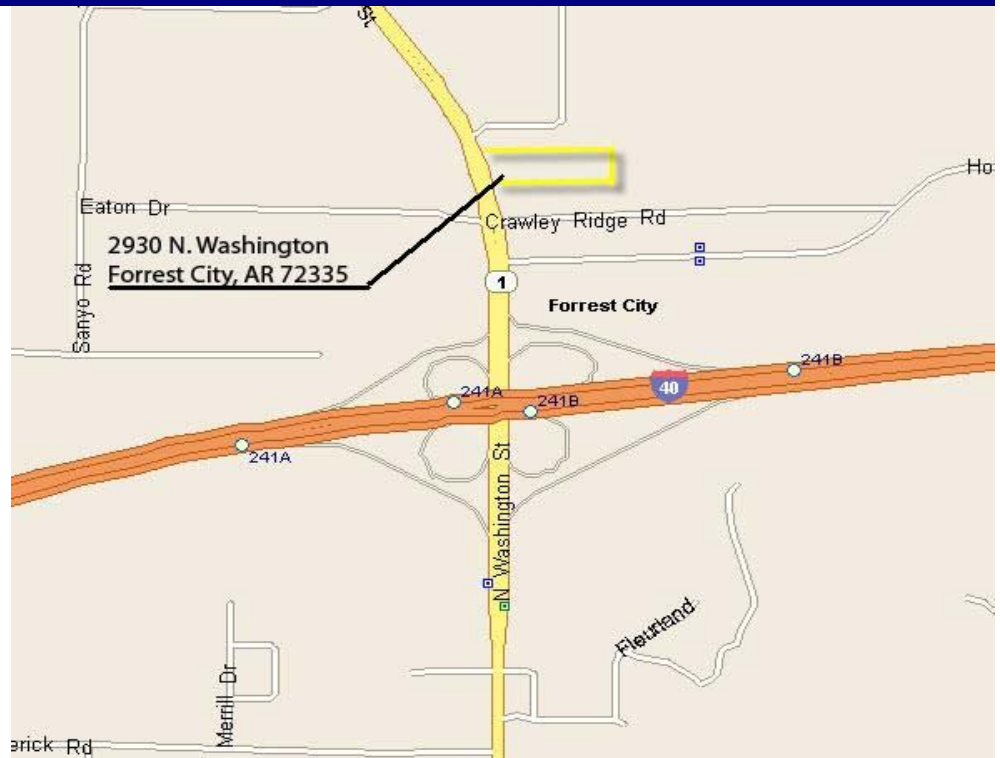 St
Eaton Dr
Crawley Ridge Rd
2930 N. Washington
Forrest City, AR 72335
Sanyo Rd
1
Forrest City
241B
40
241A
241B
241A
N Washington St
Fleurland
Merrill Dr
erick Rd